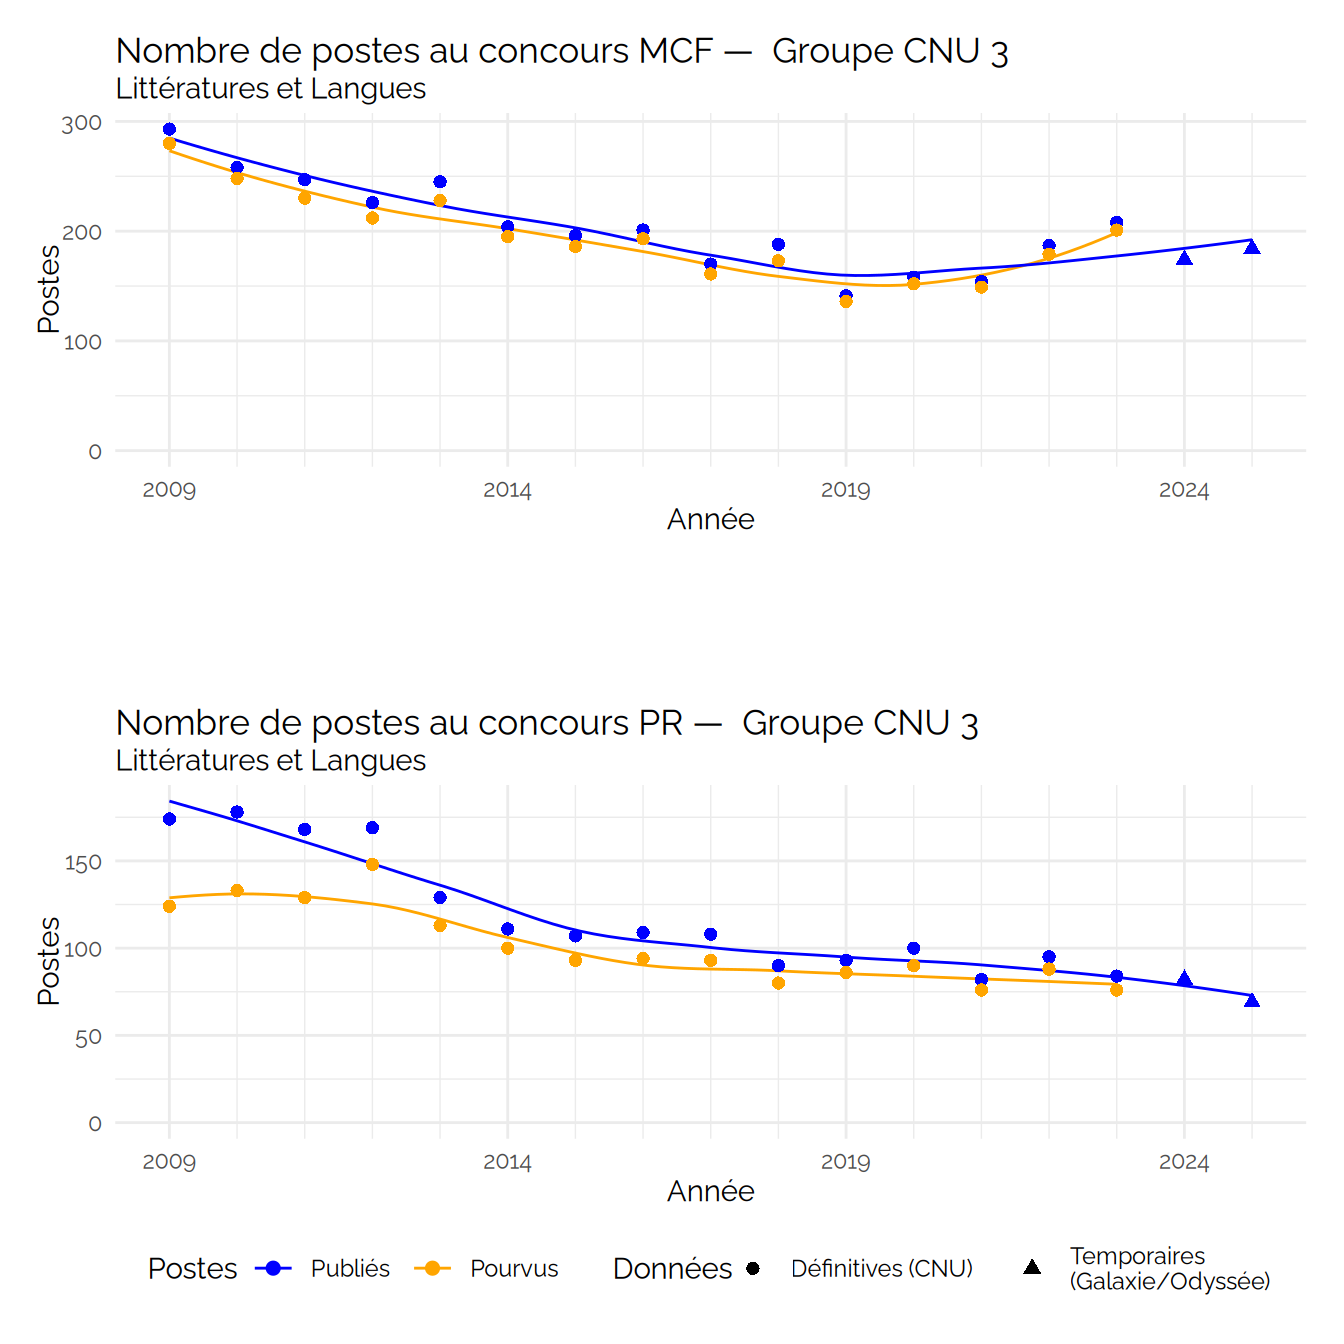 Nombre de postes au concours MCF — Groupe CNU 3
Littératures et Langues
300
200
100
0
Postes
2009 2014 2019 2024
Année
Nombre de postes au concours PR — Groupe CNU 3
Littératures et Langues
150
100
50
0
Postes
2009 2014 2019 2024
Année
Postes Publiés Pourvus Données Définitives (CNU) Temporaires
(Galaxie/Odyssée)